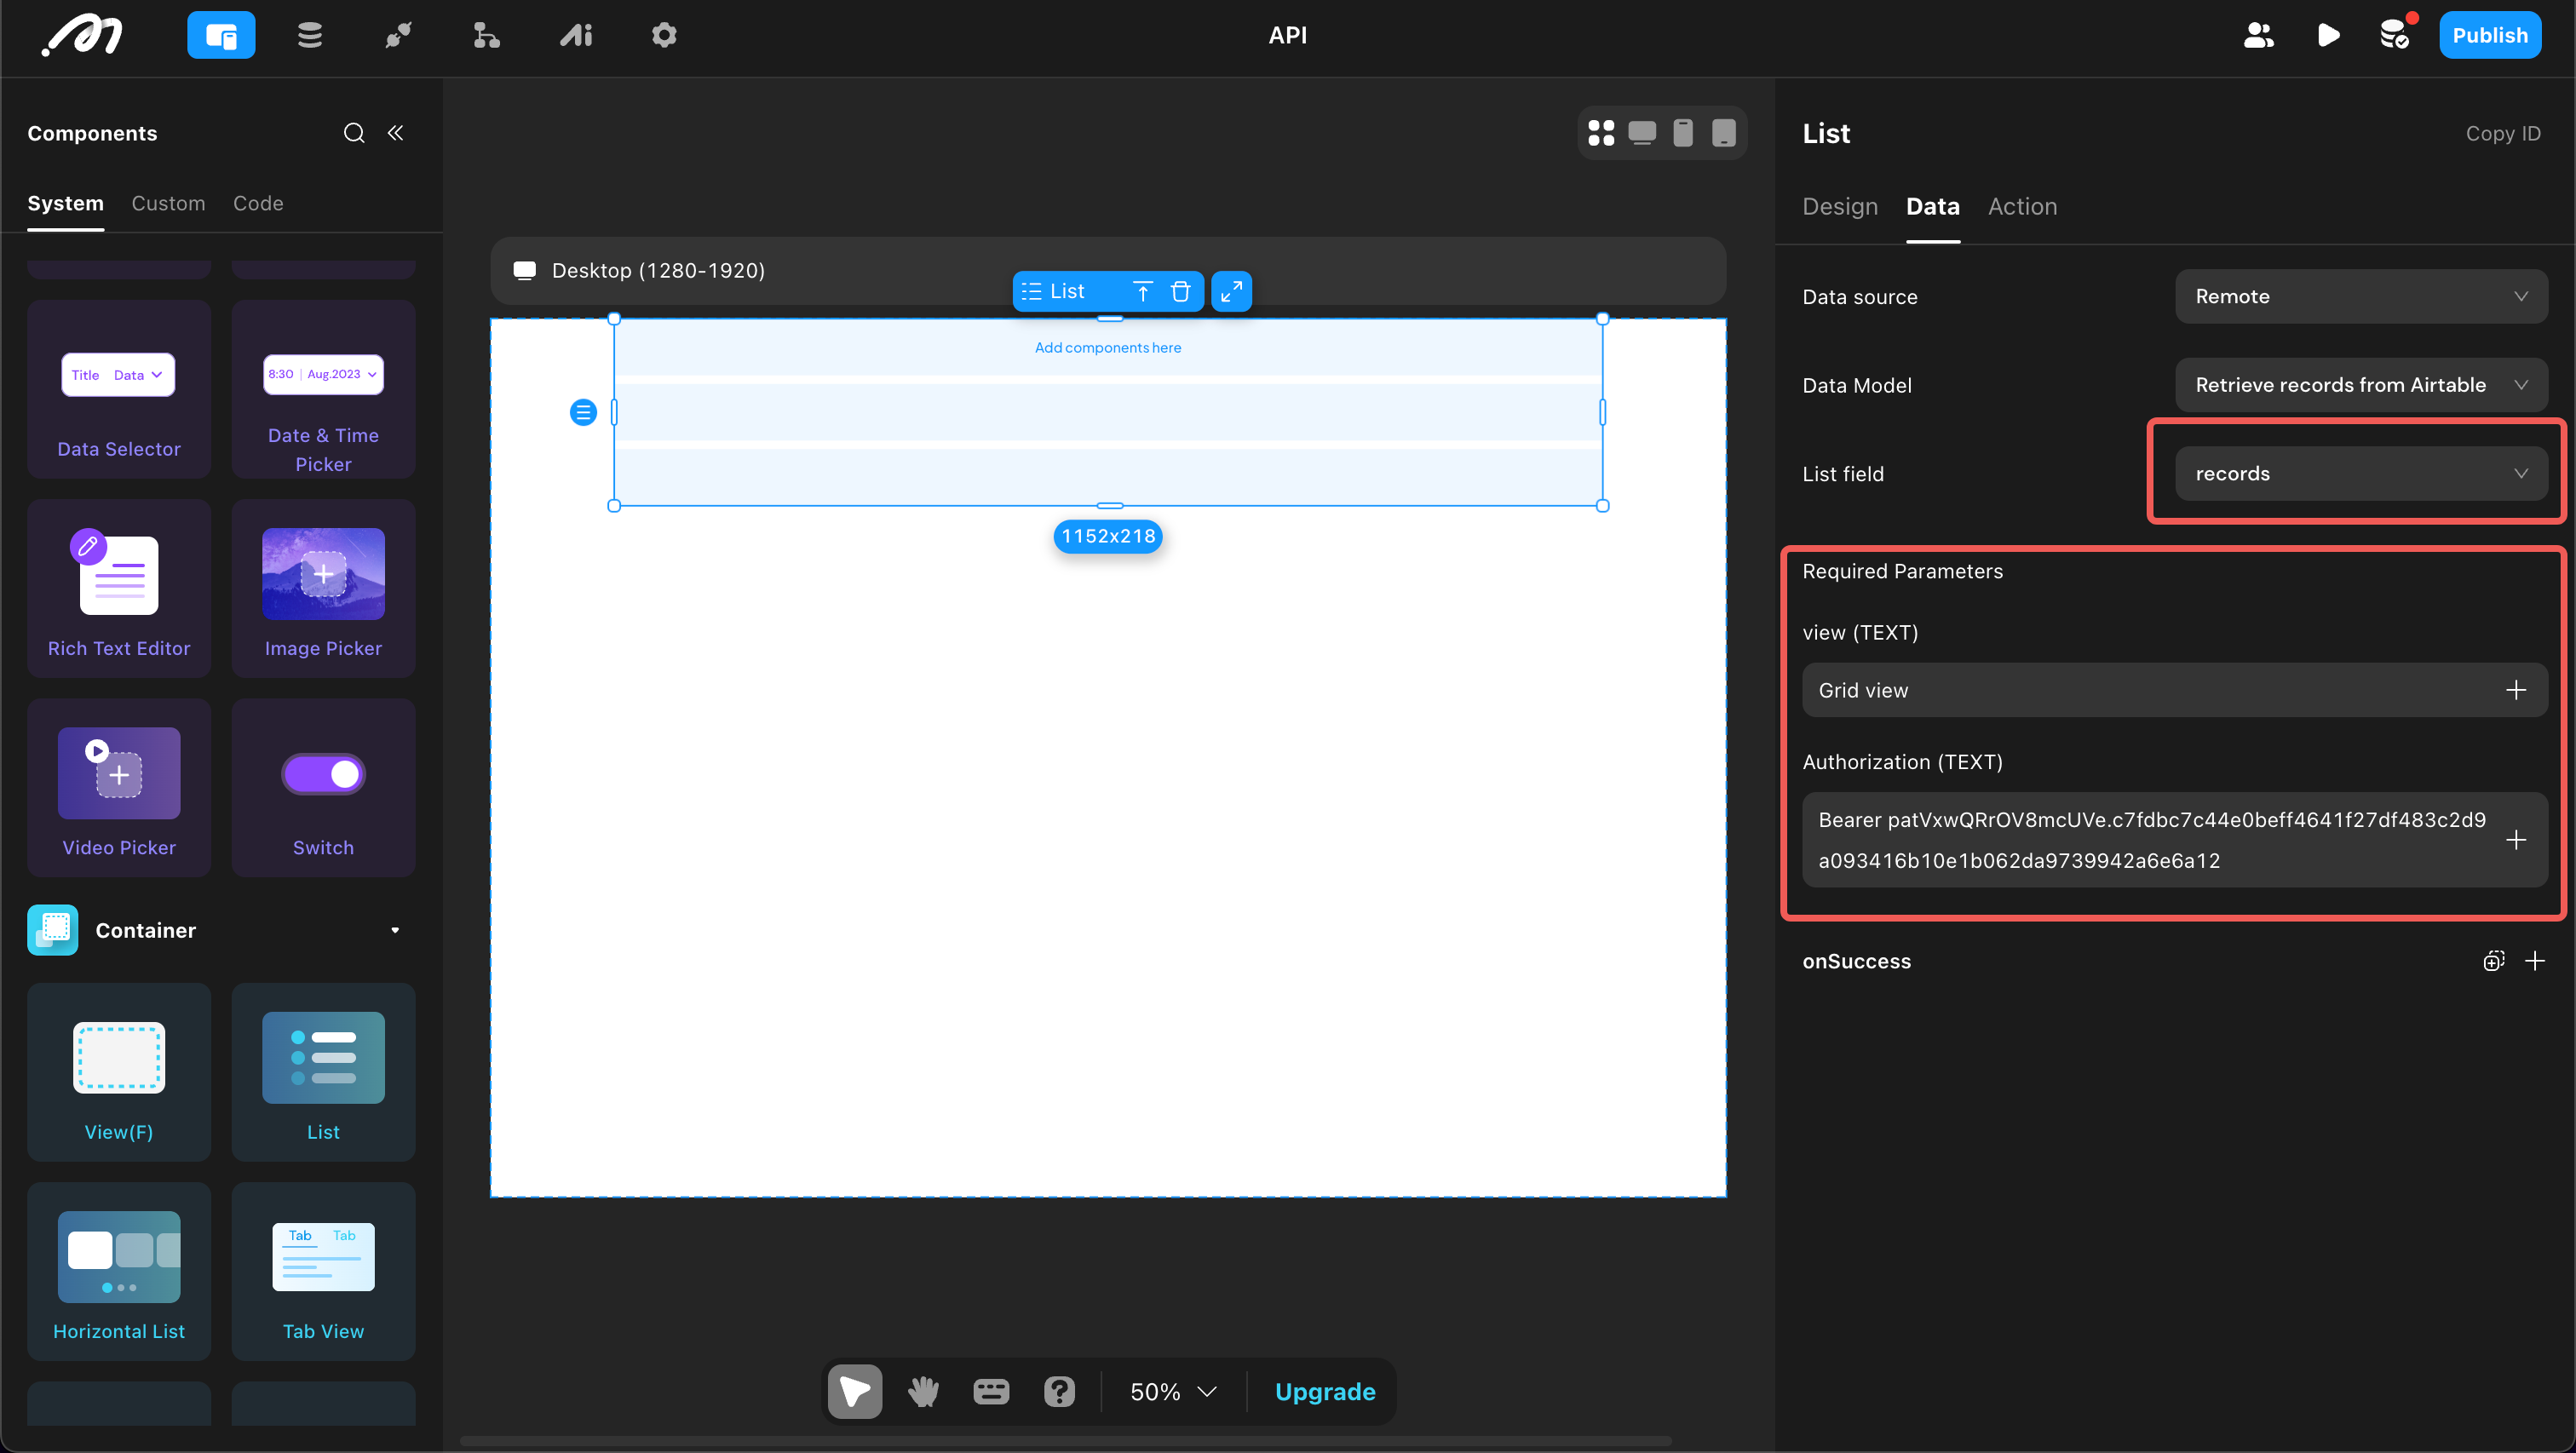 API
Publish
Components
System Custom Code
Title Data
Data Selector
8:30 | Aug.2023
Date & Time
Picker
Rich Text Editor
Image Picker
Video Picker
Switch
Container
View(F)
List
Horizontal List
Tab Tab
Tab View
Desktop (1280-1920)
List
Add components here
1152x218
50%
Upgrade
List
Copy ID
Design Data Action
Data source
Remote
Data Model
Retrieve records from Airtable
List field
records
Required Parameters
view (TEXT)
Grid view
Authorization (TEXT)
Bearer patVxwQRrOV8mcUVe.c7fdbc7c44e0beff4641f27df483c2d9
a093416b10e1b062da9739942a6e6a12
onSuccess